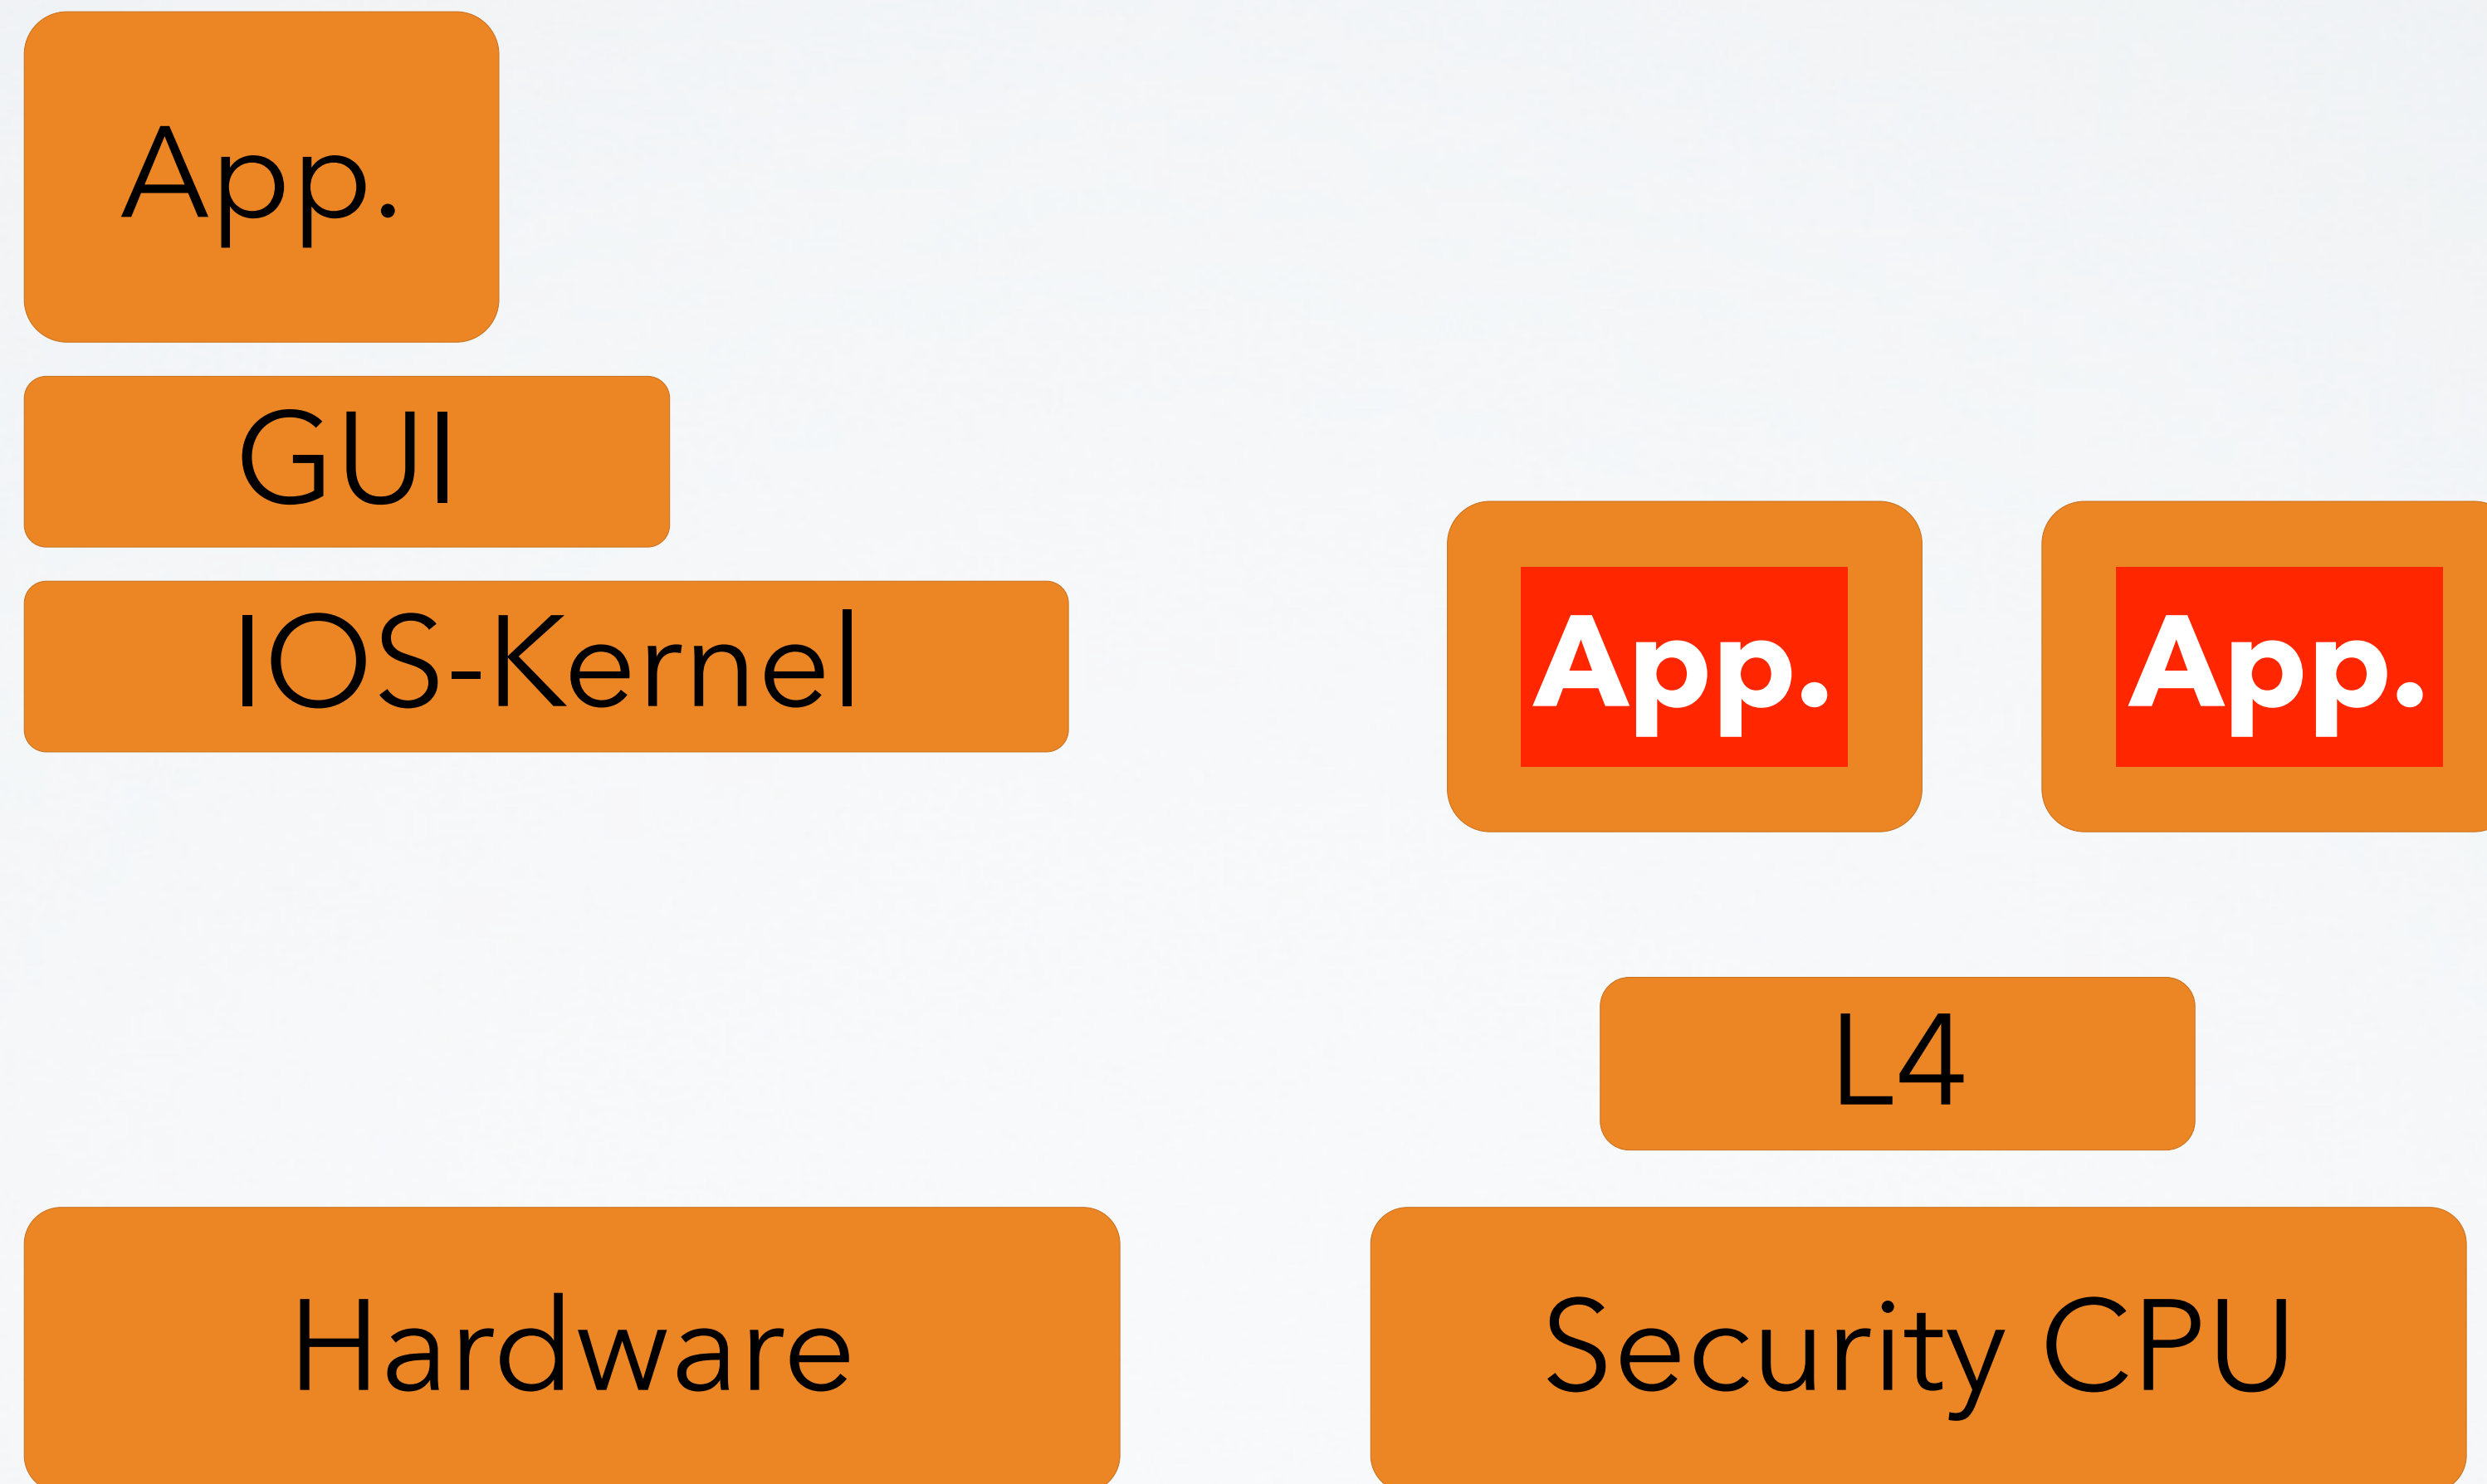 App.
GUI
IOS-Kernel
App.
App.
L4
Hardware
Security CPU